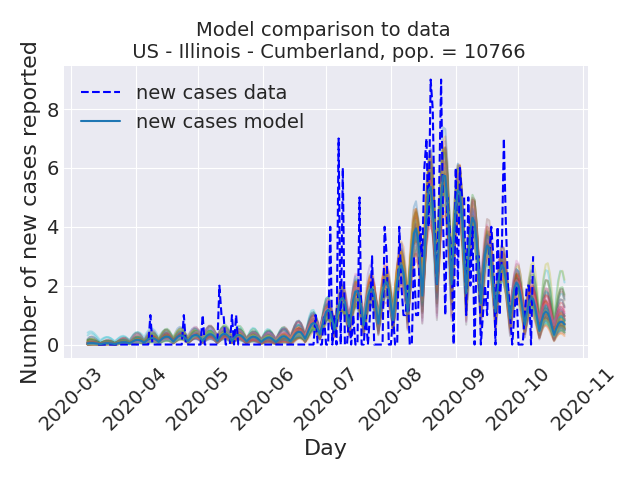 Model comparison to data
US - Illinois - Cumberland, pop. = 10766
Number of new cases reported
new cases data
new cases model
8
6
4
2
0
2020-03
2020-04
2020-05
2020-06
2020-07
2020-08
2020-09
2020-10
2020-11
Day